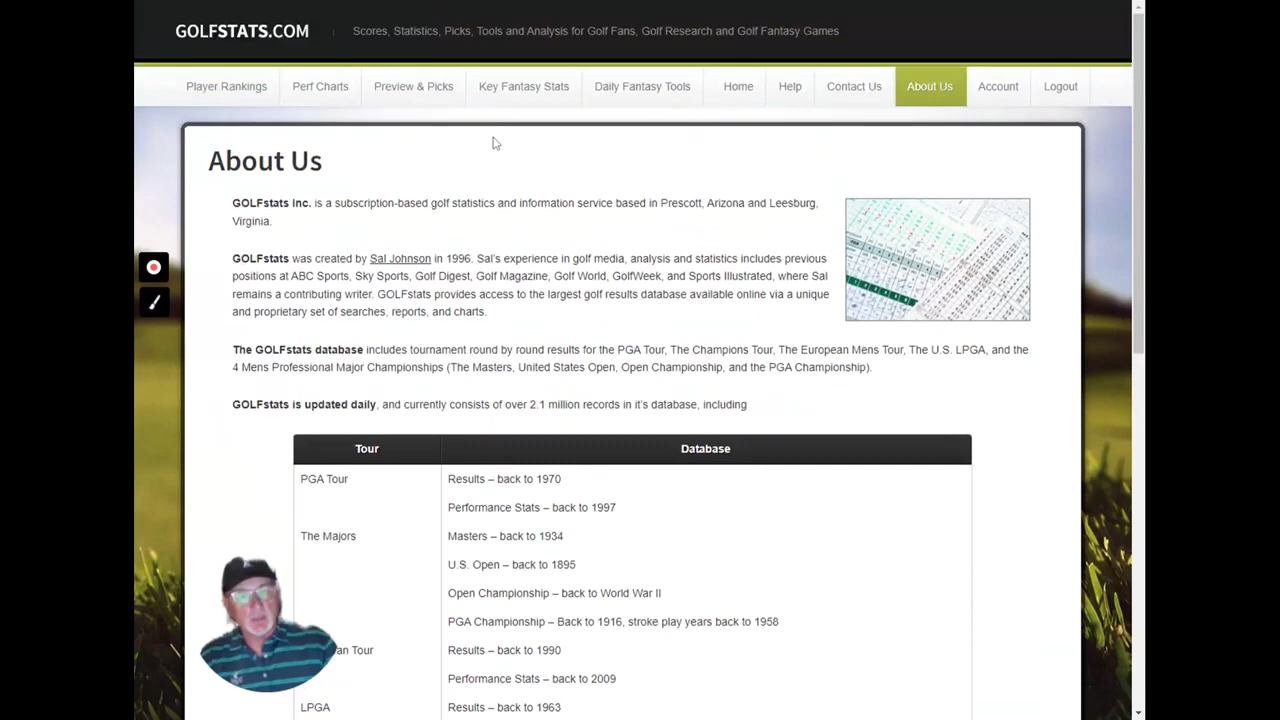 GOLFSTATS.COM
Scores, Statistics, Picks, Tools and Analysis for Golf Fans, Golf Research and Golf Fantasy Games
Player Rankings
Perf Charts
Preview & Picks
Key Fantasy Stats
Daily Fantasy Tools
Home
Help
Contact Us
About Us
Account
Logout
About Us
GOLFstats Inc. is a subscription-based golf statistics and information service based in Prescott, Arizona and Leesburg,
Virginia.
GOLFstats was created by Sal Johnson in 1996. Sal's experience in golf media, analysis and statistics includes previous
positions at ABC Sports, Sky Sports, Golf Digest, Golf Magazine, Golf World, GolfWeek, and Sports Illustrated, where Sal
remains a contributing writer. GOLFstats provides access to the largest golf results database available online via a unique
and proprietary set of searches, reports, and charts.
The GOLFstats database includes tournament round by round results for the PGA Tour, The Champions Tour, The European Mens Tour, The U.S. LPGA, and the
4 Mens Professional Major Championships (The Masters, United States Open, Open Championship, and the PGA Championship).
GOLFstats is updated daily, and currently consists of over 2.1 million records in it's database, including
Tour Database
PGA Tour Results – back to 1970
Performance Stats – back to 1997
The Majors Masters – back to 1934
U.S. Open – back to 1895
Open Championship – back to World War II
PGA Championship – Back to 1916, stroke play years back to 1958
an Tour Results – back to 1990
Performance Stats – back to 2009
LPGA Results – back to 1963